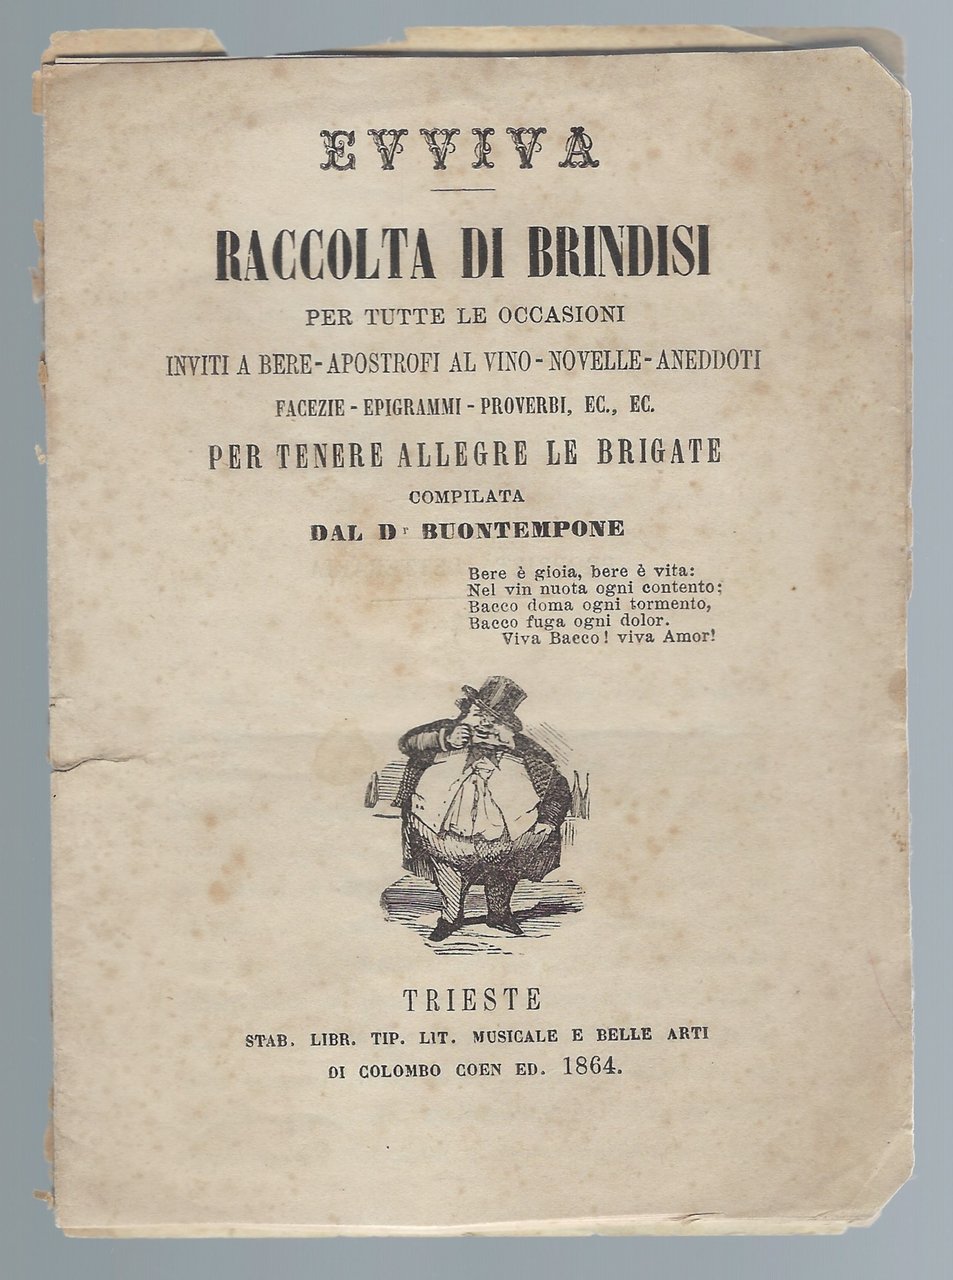 EVVIVA
RACCOLTA DI BRINDISI
PER TUTTE LE OCCASIONI
INVITI A BERE - APOSTROFI AL VINO - NOVELLE - ANEDDOTI
FACEZIE - EPIGRAMMI - PROVERBI, EC., EC.
PER TENERE ALLEGRE LE BRIGATE
COMPILATA
DAL Dr BUONTEMPONE
Bere è gioia, bere è vita:
Nel vin nuota ogni contento;
Bacco doma ogni tormento,
Bacco fuga ogni dolor.
Viva Bacco! viva Amor!
TRIESTE
STAB. LIBR. TIP. LIT. MUSICALE E BELLE ARTI
DI COLOMBO COEN ED. 1864.